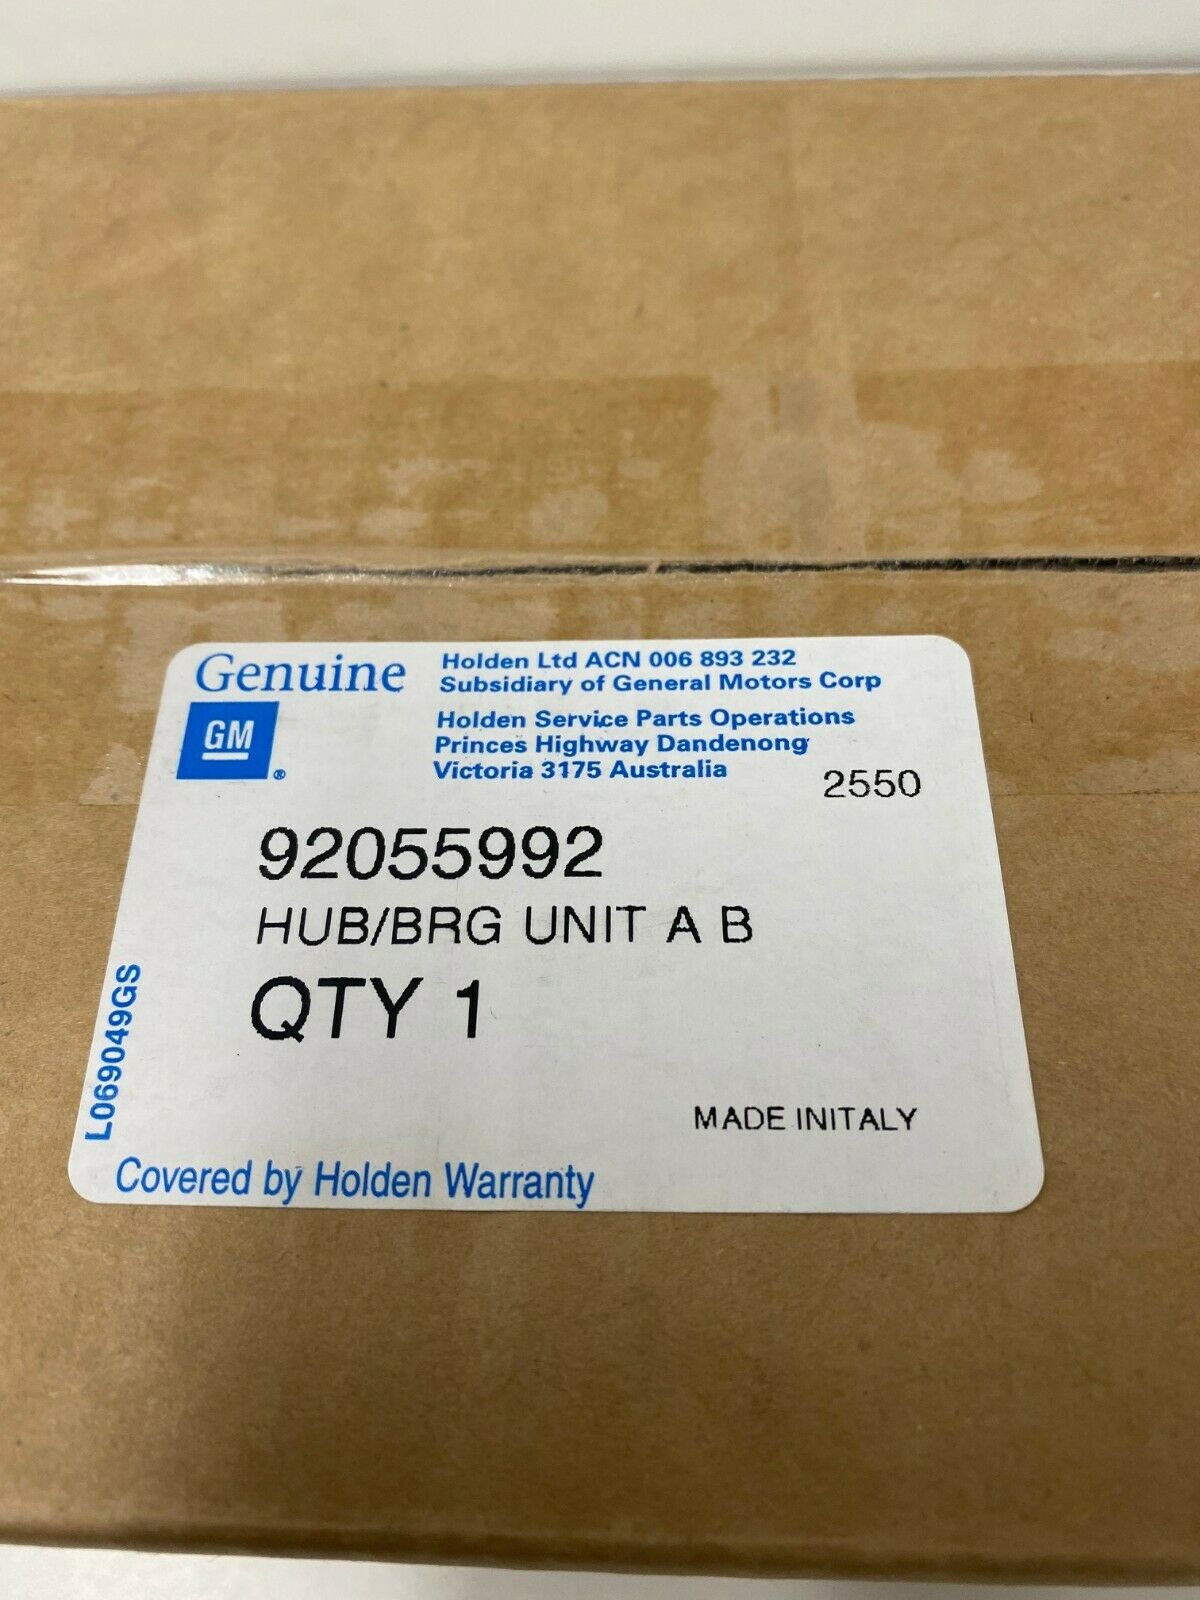 Genuine
GM
®
Holden Ltd ACN 006 893 232
Subsidiary of General Motors Corp
Holden Service Parts Operations
Princes Highway Dandenong
Victoria 3175 Australia
2550
92055992
HUB/BRG UNIT A B
QTY 1
L069049GS
MADE INITALY
Covered by Holden Warranty